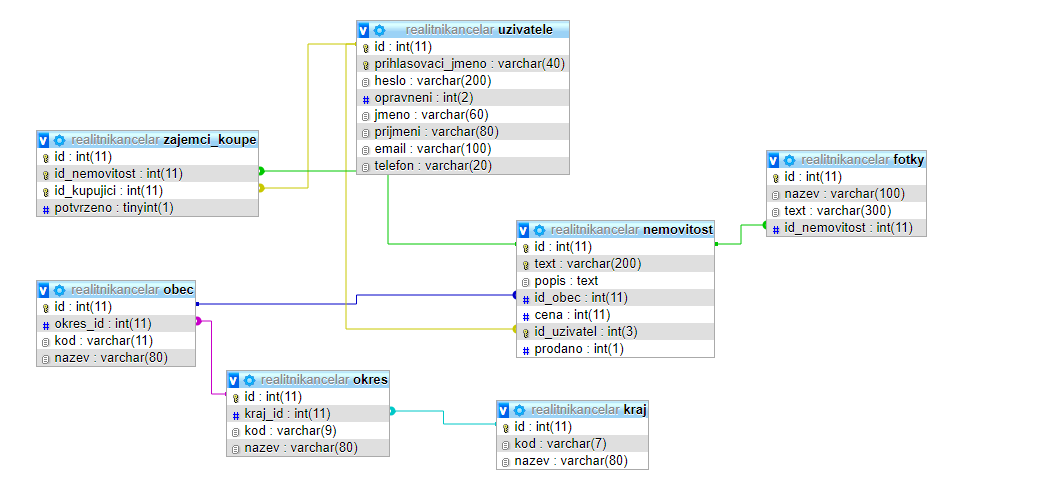 realitnikancelar uzivatele
id : int(11)
prihlasovaci_jmeno : varchar(40)
heslo : varchar(200)
opravneni : int(2)
jmeno : varchar(60)
prijmeni : varchar(80)
email : varchar(100)
telefon : varchar(20)
realitnikancelar zajemci_koupe
id : int(11)
id_nemovitost : int(11)
id_kupujici : int(11)
potvrzeno : tinyint(1)
realitnikancelar fotky
id : int(11)
nazev : varchar(100)
text : varchar(300)
id_nemovitost : int(11)
realitnikancelar nemovitost
id : int(11)
text : varchar(200)
popis : text
id_obec : int(11)
cena : int(11)
id_uzivatel : int(3)
prodano : int(1)
realitnikancelar obec
id : int(11)
okres_id : int(11)
kod : varchar(11)
nazev : varchar(80)
realitnikancelar okres
id : int(11)
kraj_id : int(11)
kod : varchar(9)
nazev : varchar(80)
realitnikancelar kraj
id : int(11)
kod : varchar(7)
nazev : varchar(80)